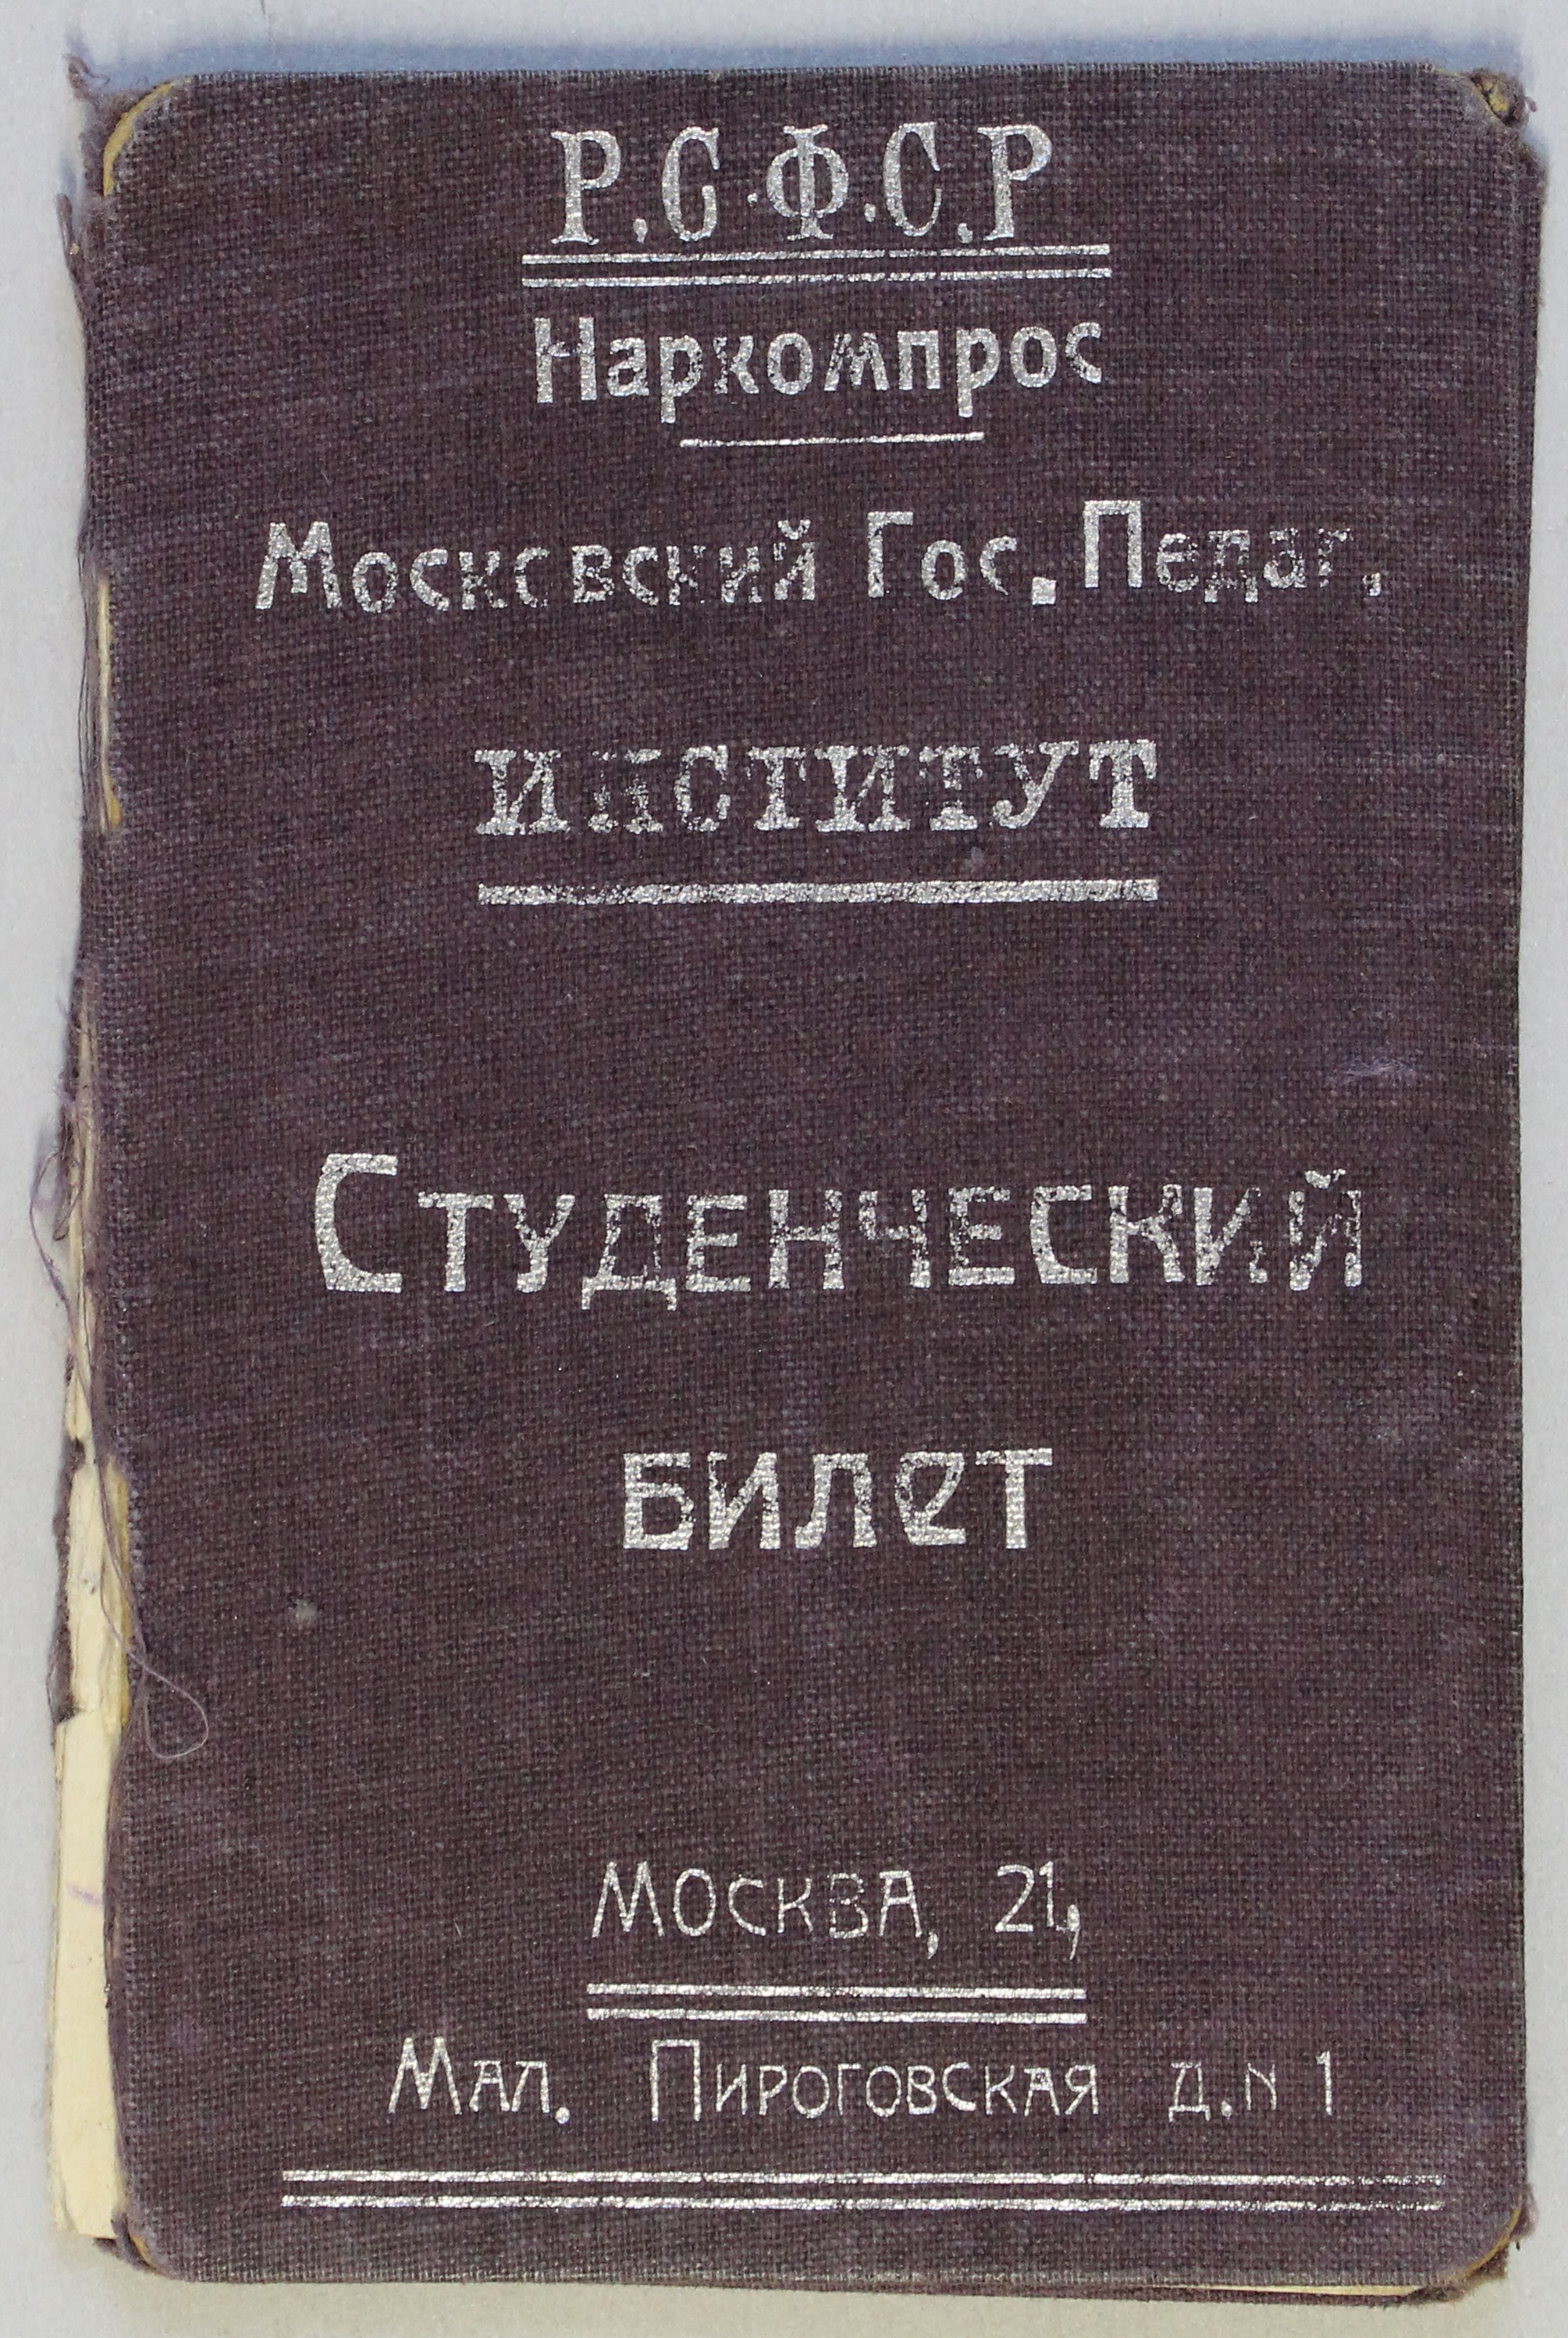 Р.С.Ф.С.Р
Наркомпрос
Московский Гос. Педаг.
институт
Студенческий
билет
Москва, 21,
Мал. Пироговская д.N 1